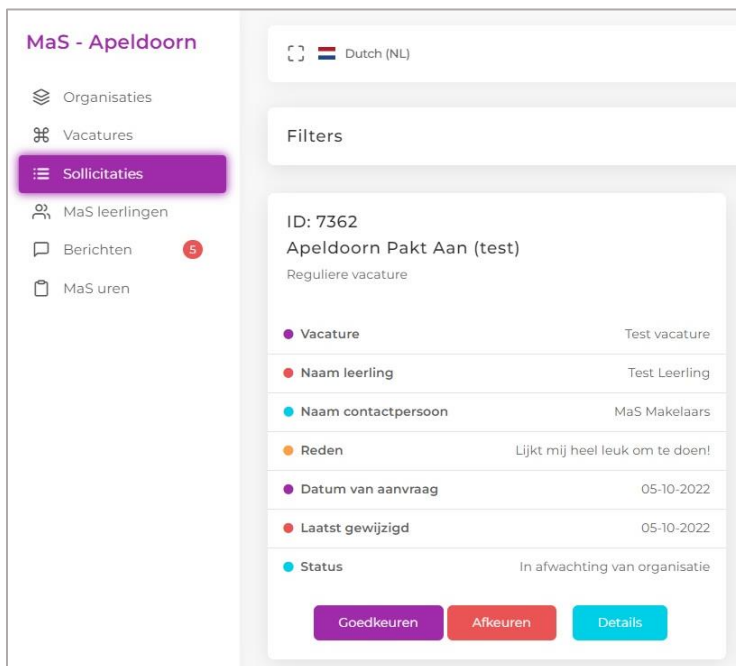 MaS - Apeldoorn
Organisaties
Vacatures
Sollicitaties
MaS leerlingen
Berichten 5
MaS uren
Dutch (NL)
Filters
ID: 7362
Apeldoorn Pakt Aan (test)
Reguliere vacature
Vacature Test vacature
Naam leerling Test Leerling
Naam contactpersoon MaS Makelaars
Reden Lijkt mij heel leuk om te doen!
Datum van aanvraag 05-10-2022
Laatst gewijzigd 05-10-2022
Status In afwachting van organisatie
Goedkeuren Afkeuren Details